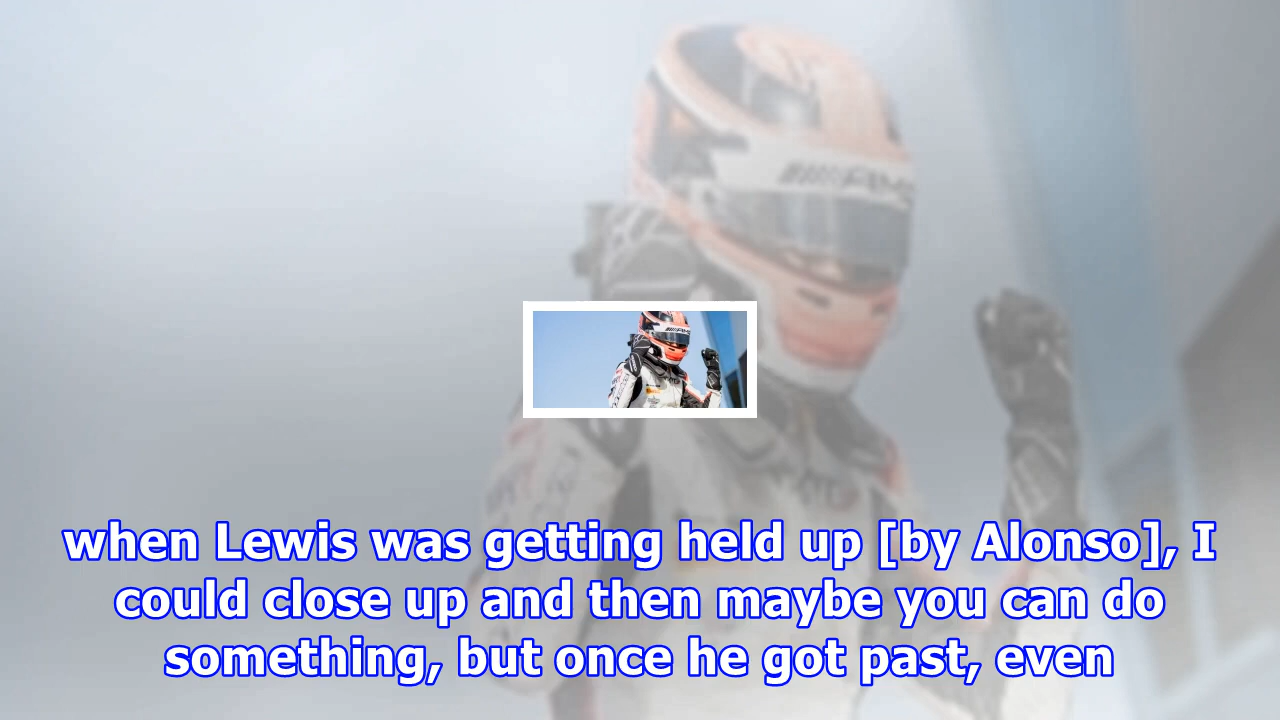 AMG
when Lewis was getting held up [by Alonso], I
could close up and then maybe you can do
something, but once he got past, even